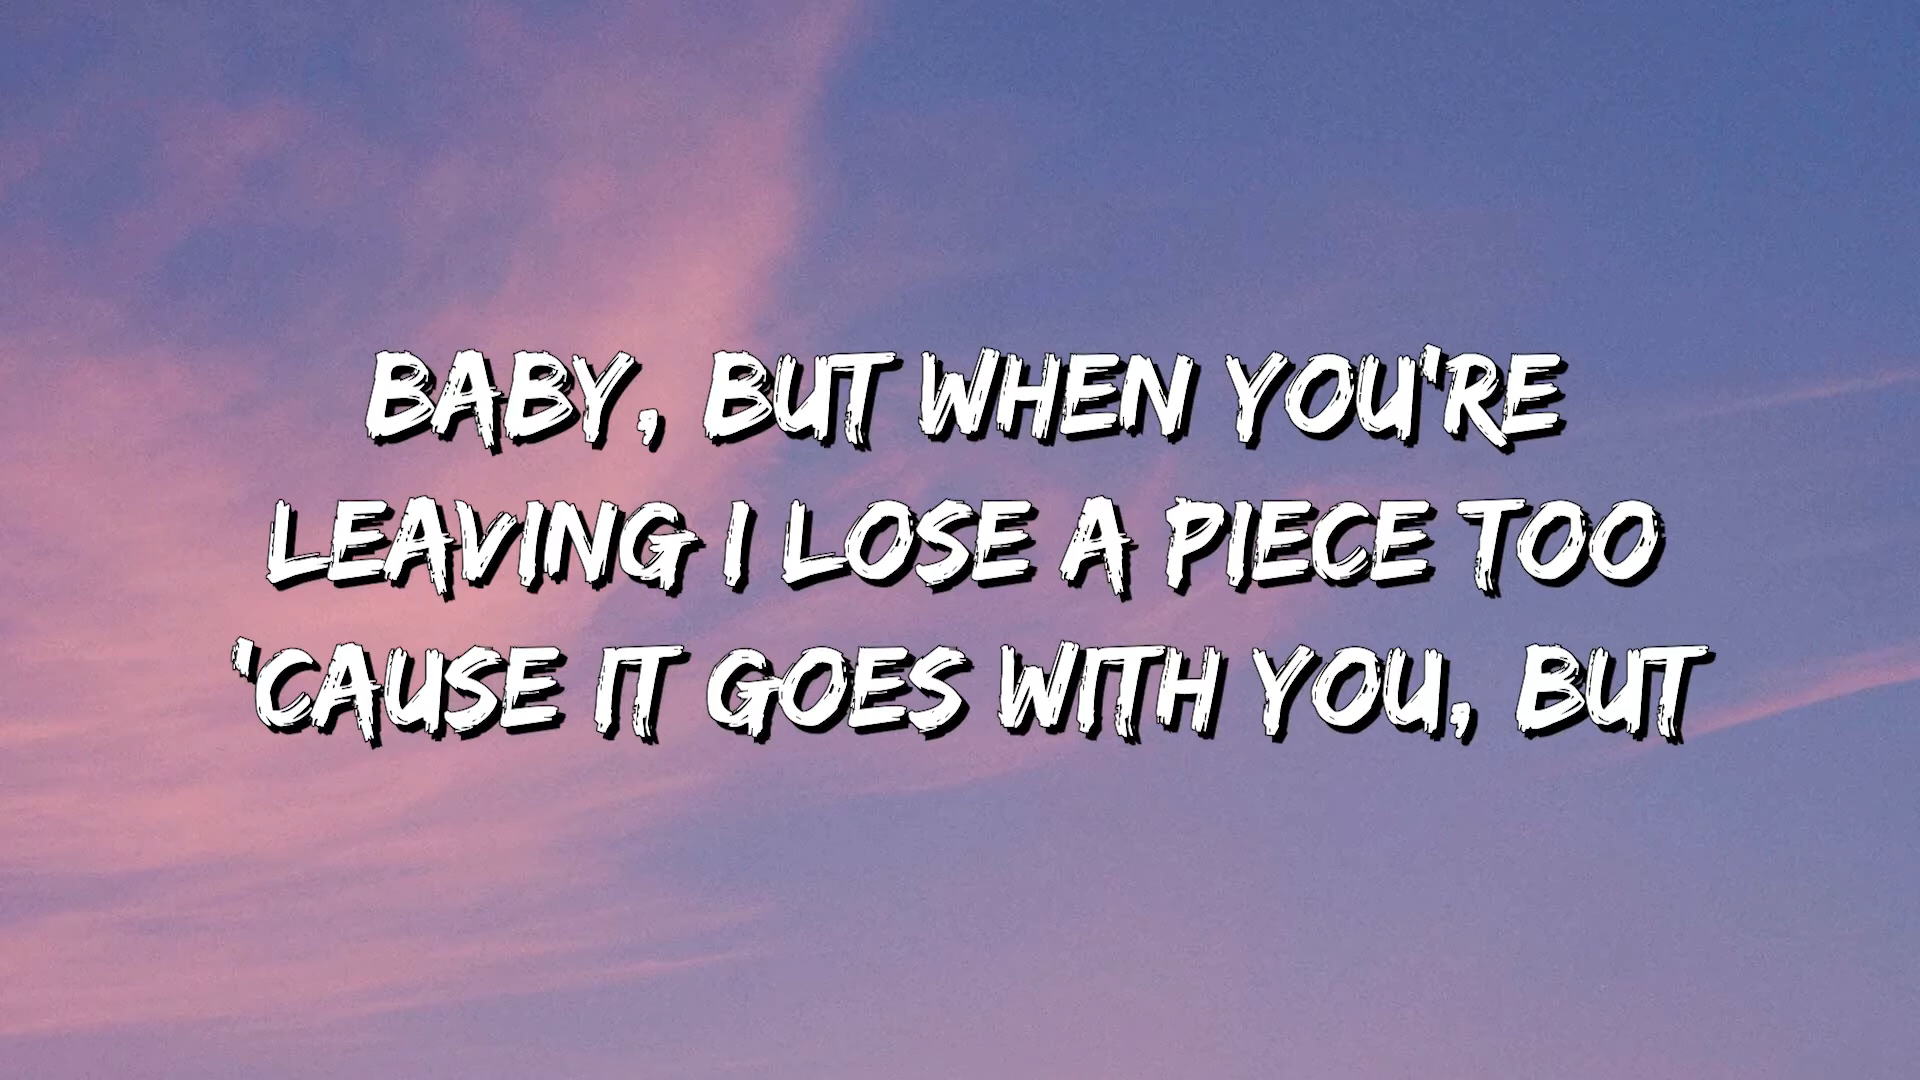 BABY, BUT WHEN YOU'RE
LEAVING I LOSE A PIECE TOO
'CAUSE IT GOES WITH YOU, BUT